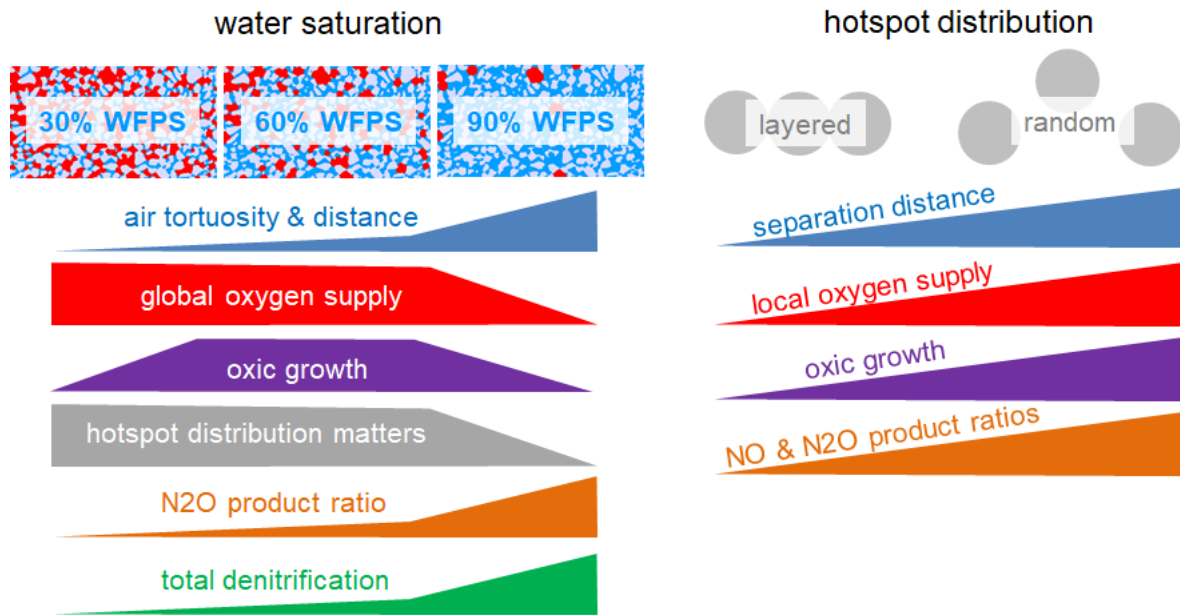 water saturation
30% WFPS
60% WFPS
90% WFPS
air tortuosity & distance
global oxygen supply
oxic growth
hotspot distribution matters
N2O product ratio
total denitrification
hotspot distribution
layered
random
separation distance
local oxygen supply
oxic growth
NO & N2O product ratios